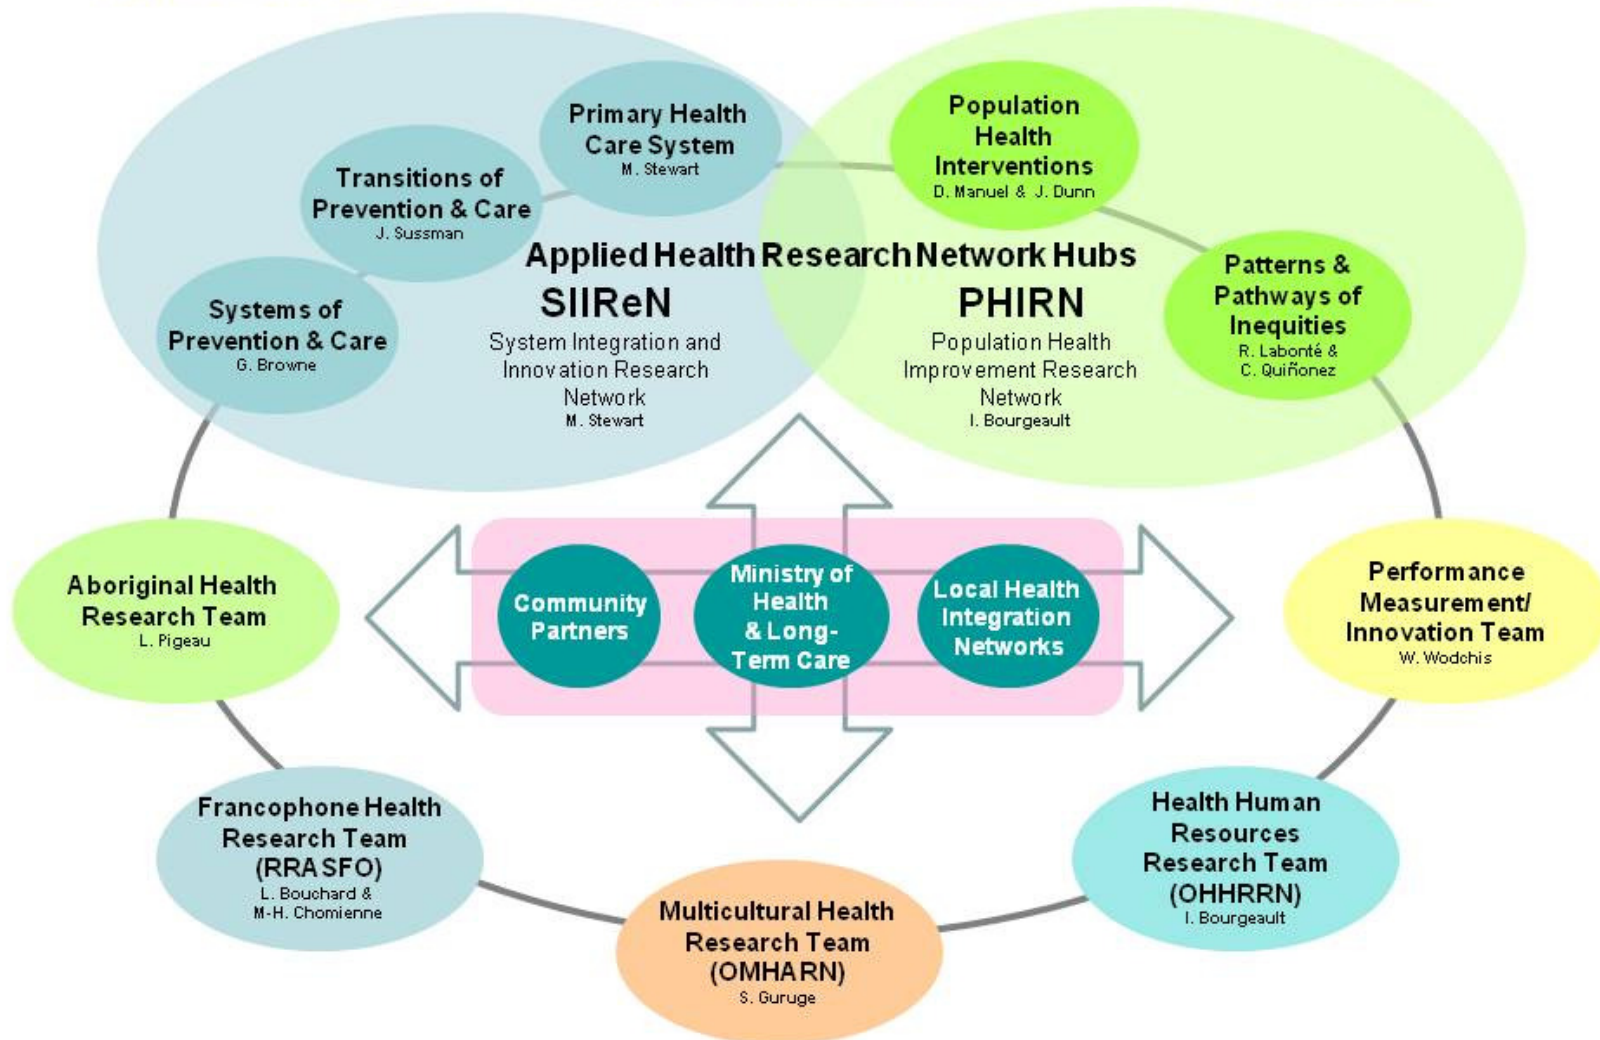 Primary Health
Care System
M. Stewart
Population
Health
Interventions
D. Manuel & J. Dunn
Transitions of
Prevention & Care
J. Sussman
Systems of
Prevention & Care
G. Browne
Patterns &
Pathways of
Inequities
R. Labonté &
C. Quiñonez
Applied Health Research Network Hubs
SIIReN
System Integration and
Innovation Research
Network
M. Stewart
PHIRN
Population Health
Improvement Research
Network
I. Bourgeault
Aboriginal Health
Research Team
L. Pigeau
Community
Partners
Ministry of
Health
& Long-
Term Care
Local Health
Integration
Networks
Performance
Measurement/
Innovation Team
W. Wodchis
Francophone Health
Research Team
(RRASFO)
L. Bouchard &
M-H. Chomienne
Multicultural Health
Research Team
(OMHARN)
S. Guruge
Health Human
Resources
Research Team
(OHHRRN)
I. Bourgeault